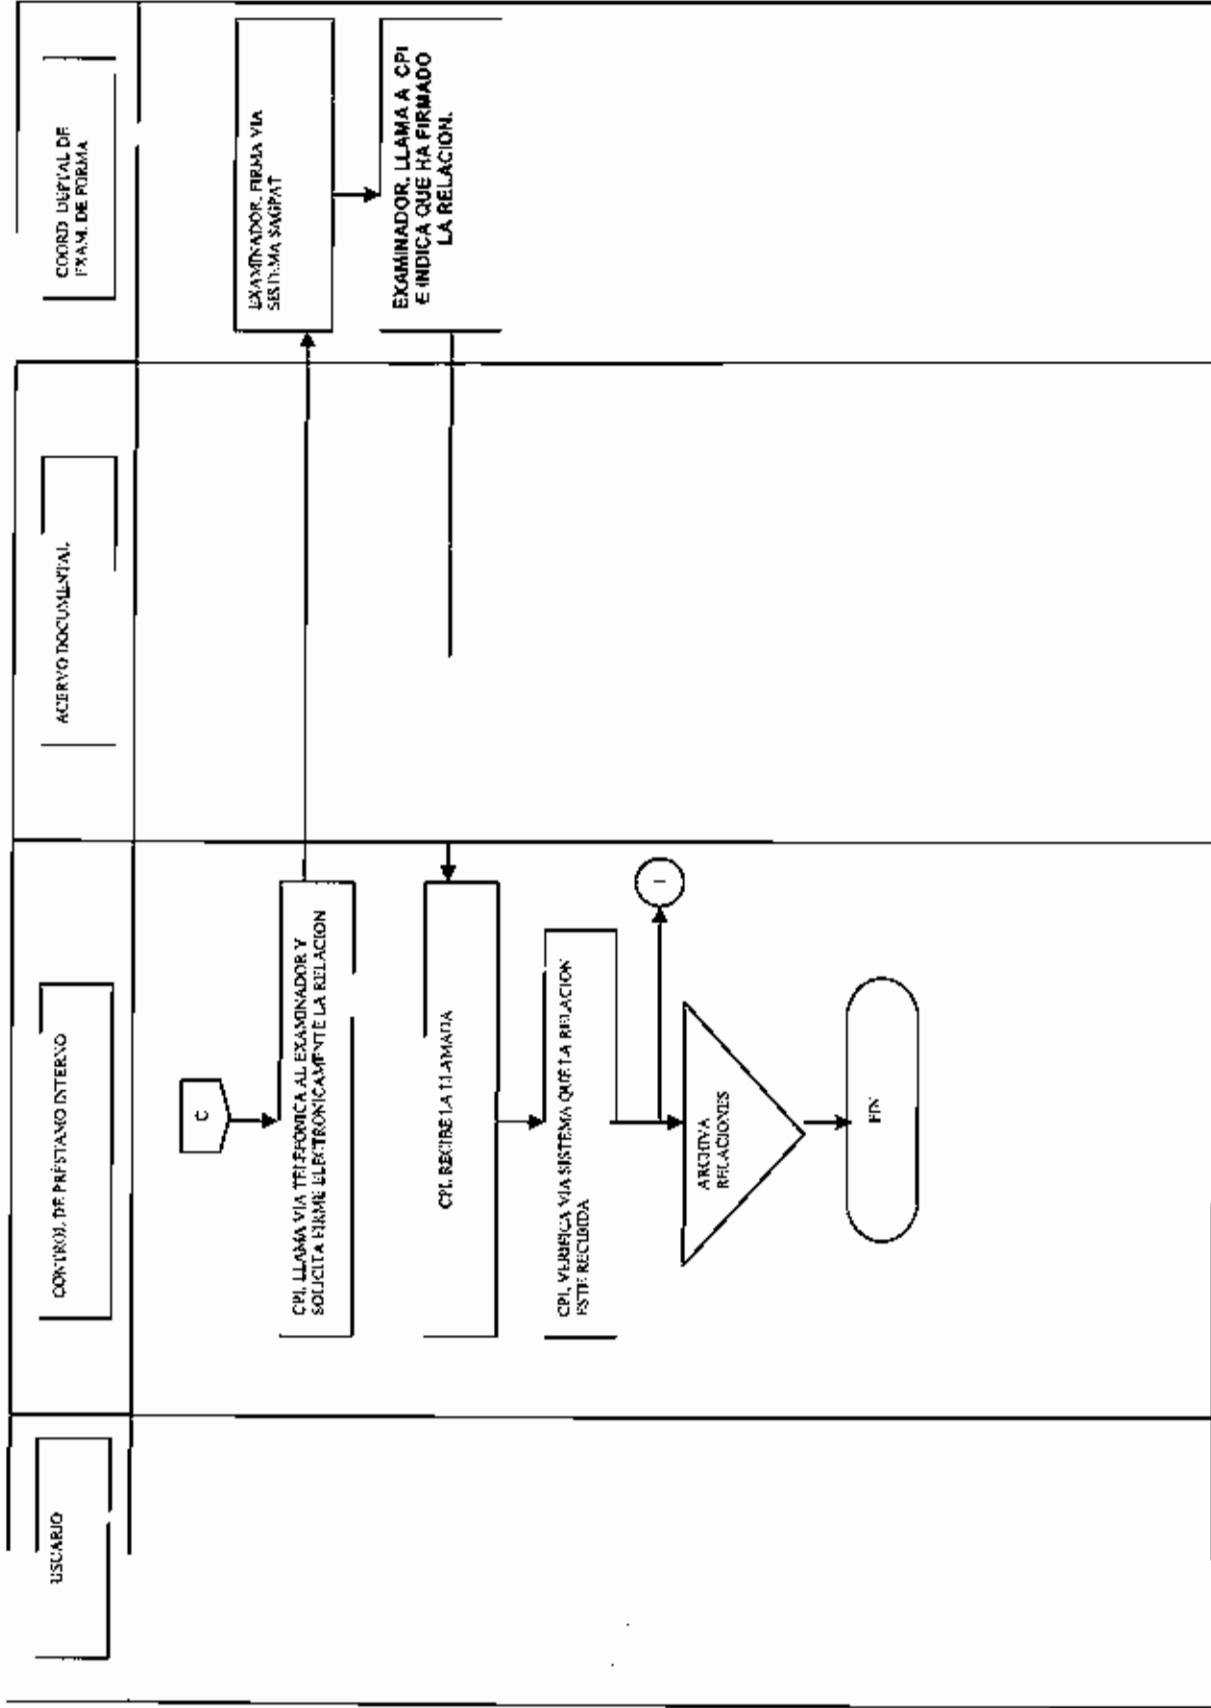 USUARIO
CONTROL DE PRÉSTAMO INTERNO
ACERVO DOCUMENTAL
COORD. DEPTAL DE
EXAM. DE FORMA
C
CPI, LLAMA VIA TELEFONICA AL EXAMINADOR Y
SOLICITA FIRME ELECTRONICAMENTE LA RELACION
EXAMINADOR, FIRMA VIA
SISTEMA SAGPAT
EXAMINADOR, LLAMA A CPI
E INDICA QUE HA FIRMADO
LA RELACION.
CPI, RECIBE LA LLAMADA
CPI, VERIFICA VIA SISTEMA QUE LA RELACION
ESTE RECIBIDA
1
ARCHIVA
RELACIONES
FIN